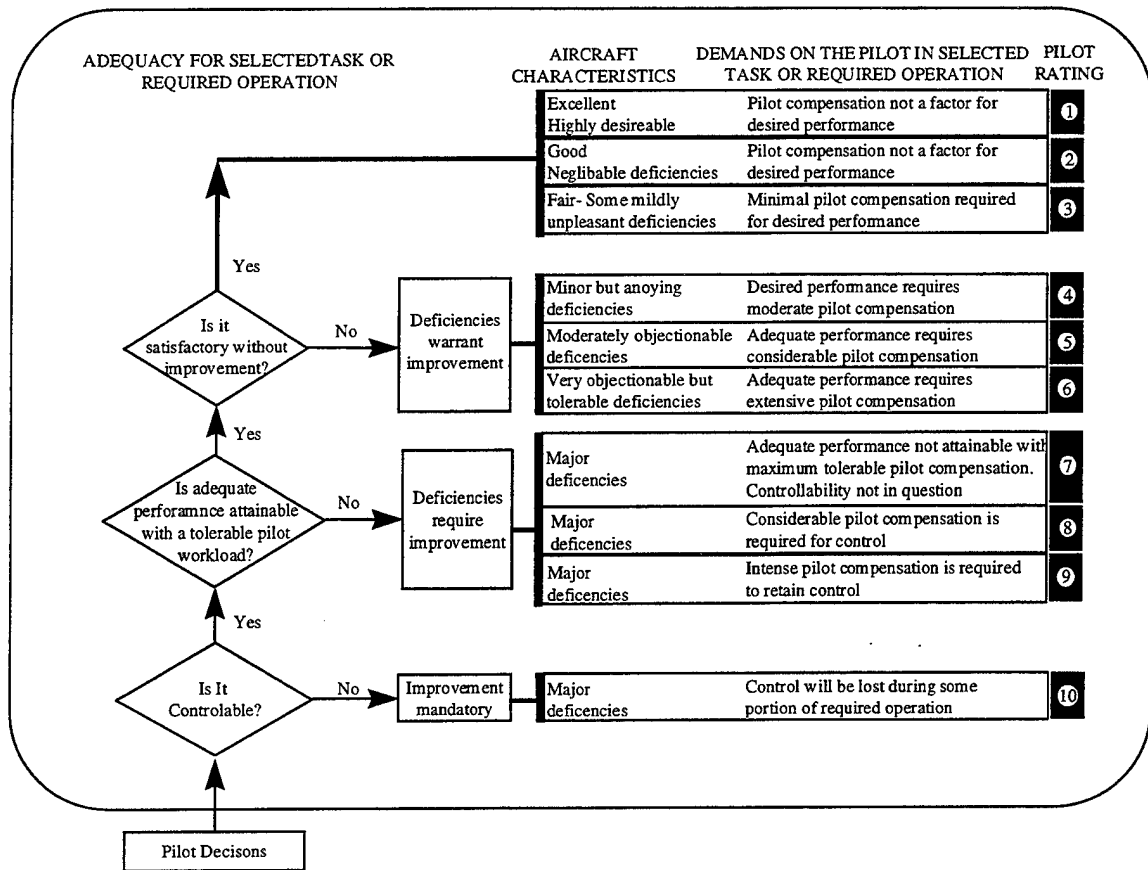 ADEQUACY FOR SELECTEDTASK OR
REQUIRED OPERATION
AIRCRAFT
CHARACTERISTICS
DEMANDS ON THE PILOT IN SELECTED
TASK OR REQUIRED OPERATION
PILOT
RATING
Excellent
Highly desireable
Pilot compensation not a factor for
desired performance
1
Good
Neglibable deficiencies
Pilot compensation not a factor for
desired performance
2
Fair- Some mildly
unpleasant deficiencies
Minimal pilot compensation required
for desired performance
3
Yes
Is it
satisfactory without
improvement?
No
Deficiencies
warrant
improvement
Minor but anoying
deficiencies
Desired performance requires
moderate pilot compensation
4
Moderately objectionable
deficencies
Adequate performance requires
considerable pilot compensation
5
Very objectionable but
tolerable deficiencies
Adequate performance requires
extensive pilot compensation
6
Yes
Is adequate
perforamnce attainable
with a tolerable pilot
workload?
No
Deficiencies
require
improvement
Major
deficiencies
Adequate performance not attainable with
maximum tolerable pilot compensation.
Controllability not in question
7
Major
deficencies
Considerable pilot compensation is
required for control
8
Major
deficencies
Intense pilot compensation is required
to retain control
9
Yes
Is It
Controlable?
No
Improvement
mandatory
Major
deficencies
Control will be lost during some
portion of required operation
10
Pilot Decisons